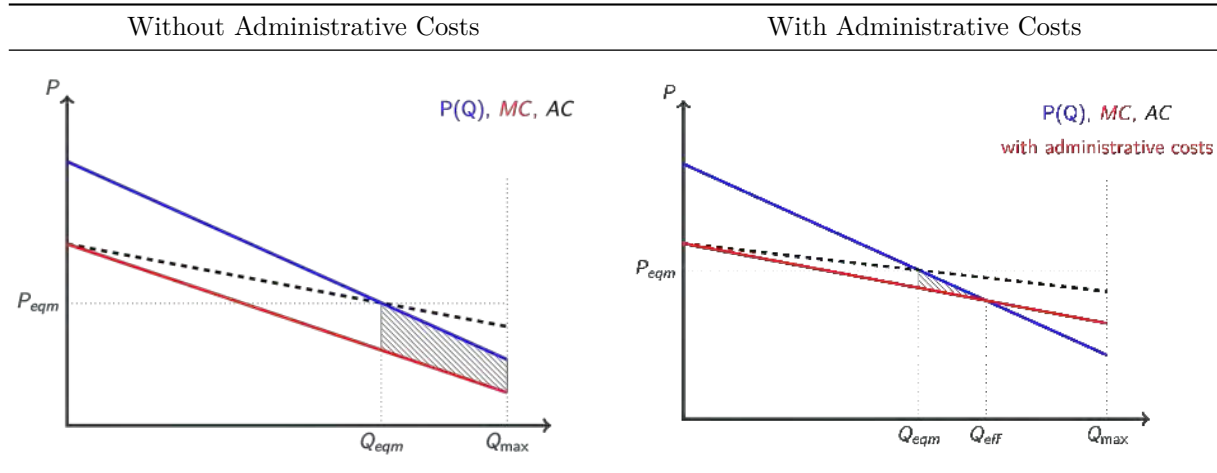 Without Administrative Costs
With Administrative Costs
P
P(Q), MC, AC
P_eqm
Q_eqm
Q_max
P
P(Q), MC, AC
with administrative costs
P_eqm
Q_eqm
Q_eff
Q_max